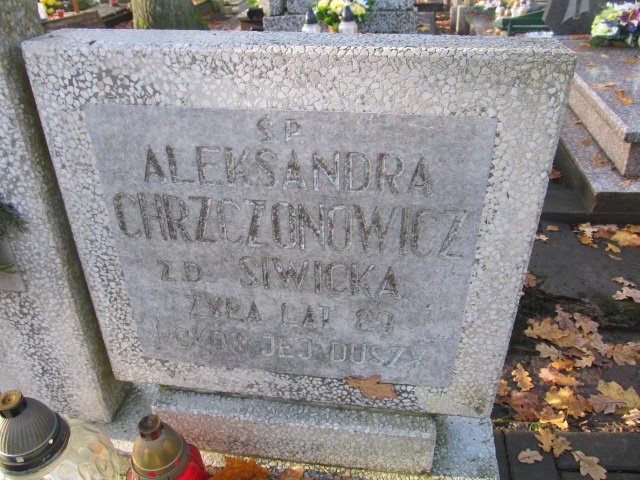 Ś.P.
ALEKSANDRA
CHRZCZONOWICZ
Z.D. SIWICKA
ŻYŁA LAT 89
POKÓJ JEJ DUSZY